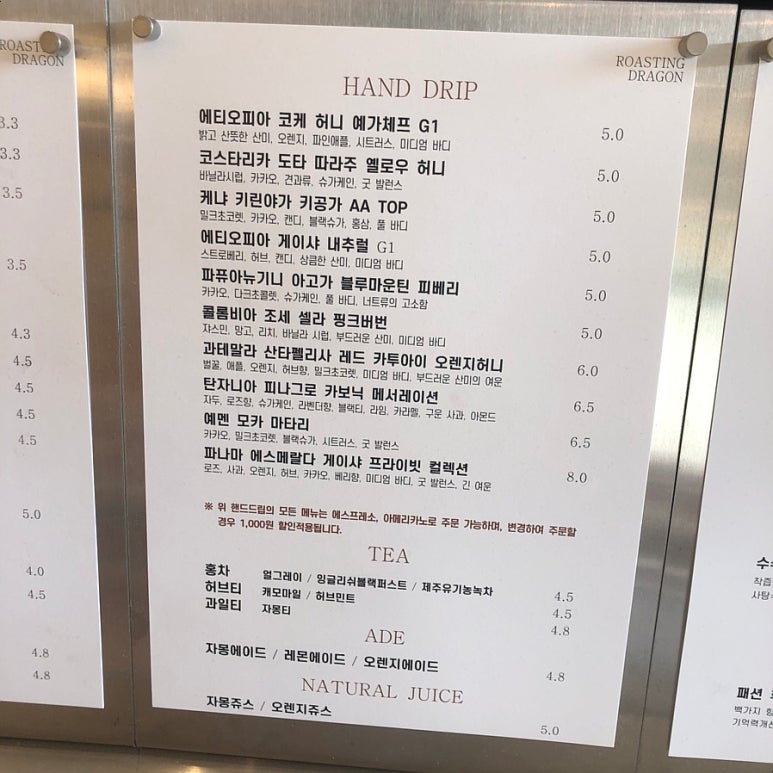 ROASTING
DRAGON
3.3
3.3
3.5
3.5
4.3
4.5
4.5
4.5
4.5
5.0
4.0
4.5
4.8
4.8
ROASTING
DRAGON
HAND DRIP
에티오피아 코케 허니 예가체프 G1 5.0
밝고 산뜻한 산미, 오렌지, 파인애플, 시트러스, 미디엄 바디
코스타리카 도타 따라주 옐로우 허니 5.0
바닐라시럽, 카카오, 견과류, 슈가케인, 굿 발런스
케냐 키린야가 키공가 AA TOP 5.0
밀크초코렛, 카카오, 캔디, 블랙슈가, 홍삼, 풀 바디
에티오피아 게이샤 내추럴 G1 5.0
스트로베리, 허브, 캔디, 상큼한 산미, 미디엄 바디
파퓨아뉴기니 아고가 블루마운틴 피베리 5.0
카카오, 다크초콜렛, 슈가케인, 풀 바디, 너트류의 고소함
콜롬비아 조세 셀라 핑크버번 5.0
쟈스민, 망고, 리치, 바닐라 시럽, 부드러운 산미, 미디엄 바디
과테말라 산타펠리사 레드 카투아이 오렌지허니 6.0
벌꿀, 애플, 오렌지, 허브향, 밀크초코렛, 미디엄 바디, 부드러운 산미의 여운
탄자니아 피나그로 카보닉 메서레이션 6.5
자두, 로즈향, 슈가케인, 라벤더향, 블랙티, 라임, 카라멜, 구운 사과, 아몬드
예멘 모카 마타리 6.5
카카오, 밀크초코렛, 블랙슈가, 시트러스, 굿 발런스
파나마 에스메랄다 게이샤 프라이빗 컬렉션 8.0
로즈, 사과, 오렌지, 허브, 카카오, 베리향, 미디엄 바디, 굿 발런스, 긴 여운
※ 위 핸드드립의 모든 메뉴는 에스프레소, 아메리카노로 주문 가능하며, 변경하여 주문할
경우 1,000원 할인적용됩니다.
TEA
홍차 얼그레이 / 잉글리쉬블랙퍼스트 / 제주유기농녹차 4.5
허브티 캐모마일 / 허브민트 4.5
과일티 자몽티 4.8
ADE
자몽에이드 / 레몬에이드 / 오렌지에이드 4.8
NATURAL JUICE
자몽쥬스 / 오렌지쥬스 5.0
착즙
사탕
패션
백가지 향
기억력개선